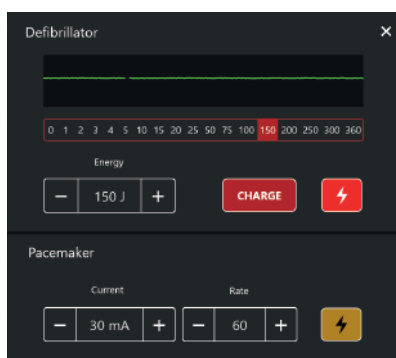 Defibrillator
0 1 2 3 4 5 10 15 20 25 50 75 100 150 200 250 300 360
Energy
− 150 J + CHARGE
Pacemaker
Current Rate
− 30 mA + − 60 +